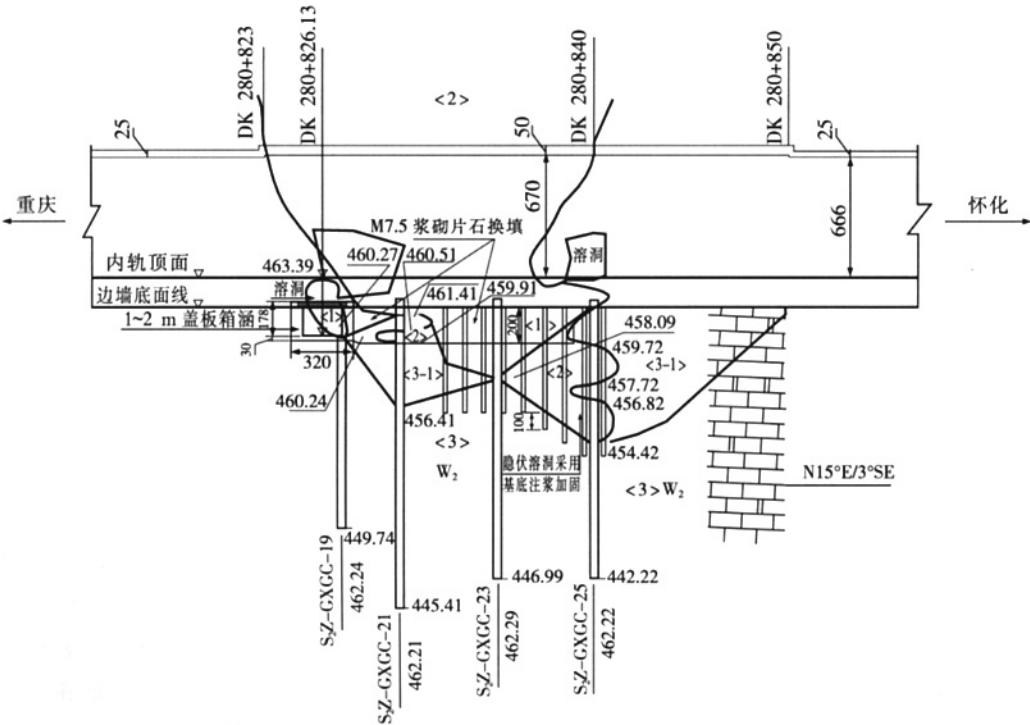 DK 280+823
DK 280+826.13
<2>
DK 280+840
DK 280+850
25
50
25
重庆
670
666
怀化
M7.5 浆砌片石换填
溶洞
内轨顶面
463.39
460.27
460.51
461.41
459.91
边墙底面线
溶洞
<1>
178
1~2 m 盖板箱涵
30
320
<2>
200
<1>
458.09
459.72
<3-1>
<2>
<3-1>
457.72
456.82
460.24
456.41
100
454.42
<3>
W₂
隐伏溶洞采用
基底注浆加固
<3>W₂
N15°E/3°SE
449.74
445.41
446.99
442.22
S₂Z-GXGC-19
462.24
S₂Z-GXGC-21
462.21
S₂Z-GXGC-23
462.29
S₂Z-GXGC-25
462.22